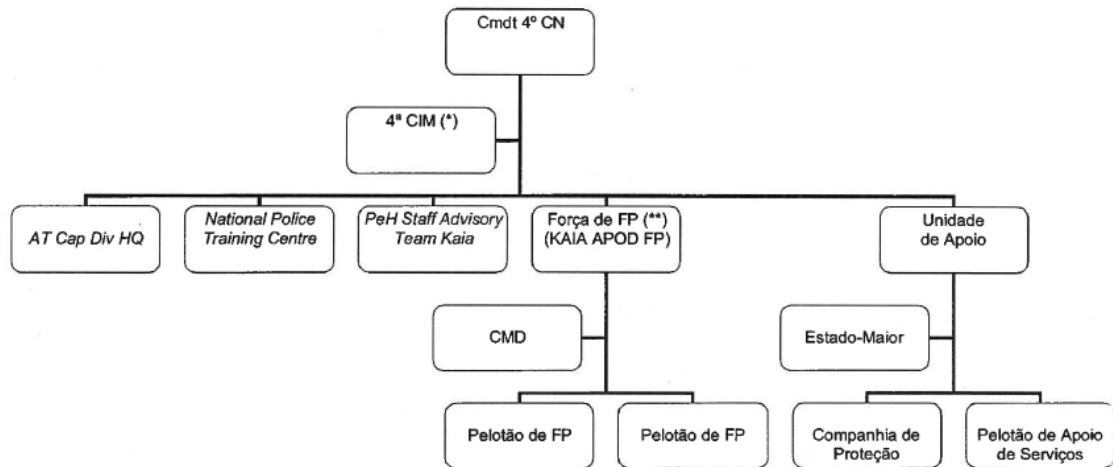 Cmdt 4º CN
4ª CIM (*)
AT Cap Div HQ
National Police
Training Centre
PeH Staff Advisory
Team Kaia
Força de FP (**)
(KAIA APOD FP)
Unidade
de Apoio
CMD
Estado-Maior
Pelotão de FP
Pelotão de FP
Companhia de
Proteção
Pelotão de Apoio
de Serviços